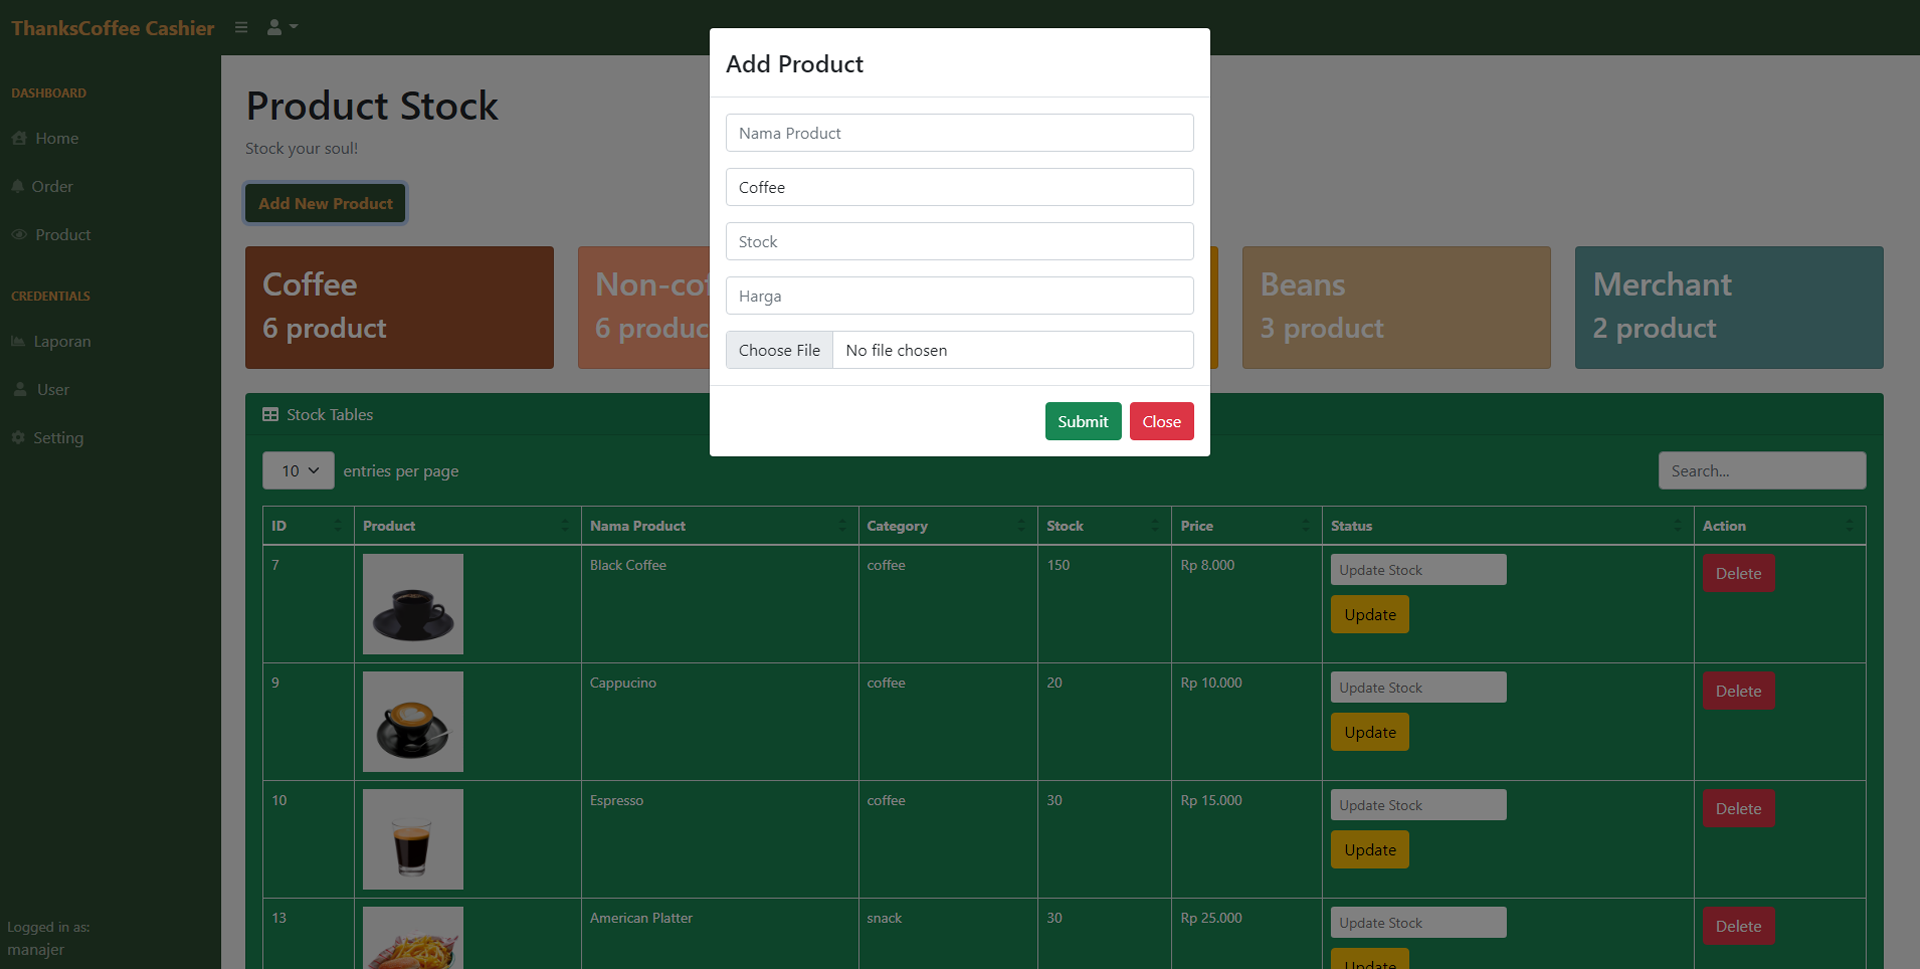 ThanksCoffee Cashier
DASHBOARD
Home
Order
Product
CREDENTIALS
Laporan
User
Setting
Logged in as:
manajer
Product Stock
Stock your soul!
Add New Product
Coffee
6 product
Non-cof
6 produc
Beans
3 product
Merchant
2 product
Add Product
Nama Product
Coffee
Stock
Harga
Choose File No file chosen
Submit Close
Stock Tables
10 entries per page
Search...
ID Product Nama Product Category Stock Price Status Action
7 Black Coffee coffee 150 Rp 8.000 Update Stock Delete
Update
9 Cappucino coffee 20 Rp 10.000 Update Stock Delete
Update
10 Espresso coffee 30 Rp 15.000 Update Stock Delete
Update
13 American Platter snack 30 Rp 25.000 Update Stock Delete
Update